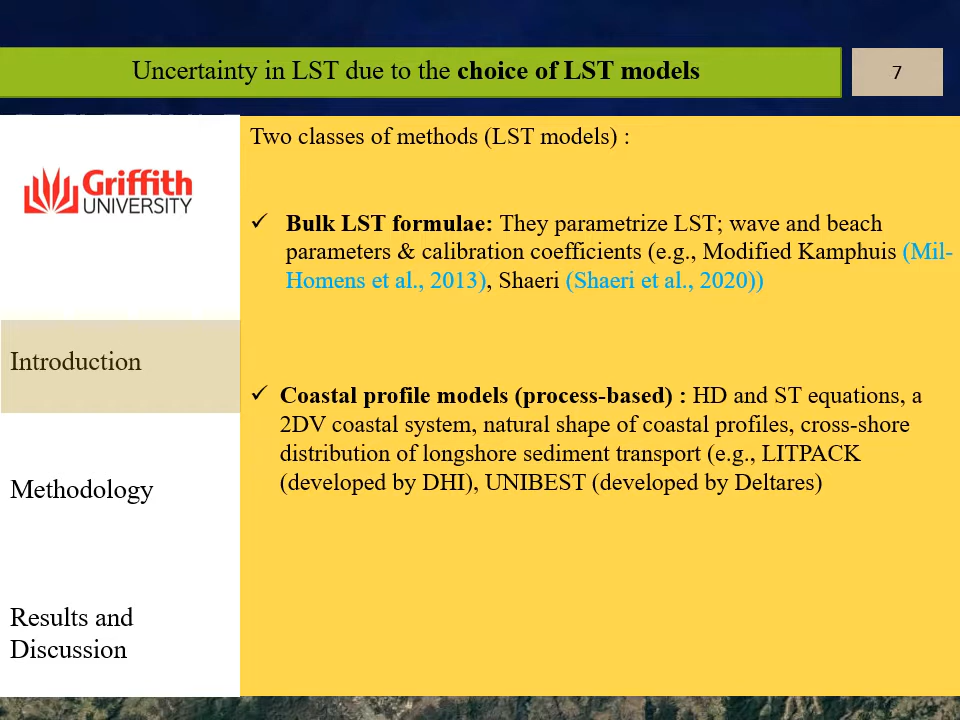 Uncertainty in LST due to the choice of LST models
7
Griffith
UNIVERSITY
Introduction
Methodology
Results and
Discussion
Two classes of methods (LST models) :
✓ Bulk LST formulae: They parametrize LST; wave and beach
parameters & calibration coefficients (e.g., Modified Kamphuis (Mil-
Homens et al., 2013), Shaeri (Shaeri et al., 2020))
✓ Coastal profile models (process-based) : HD and ST equations, a
2DV coastal system, natural shape of coastal profiles, cross-shore
distribution of longshore sediment transport (e.g., LITPACK
(developed by DHI), UNIBEST (developed by Deltares)